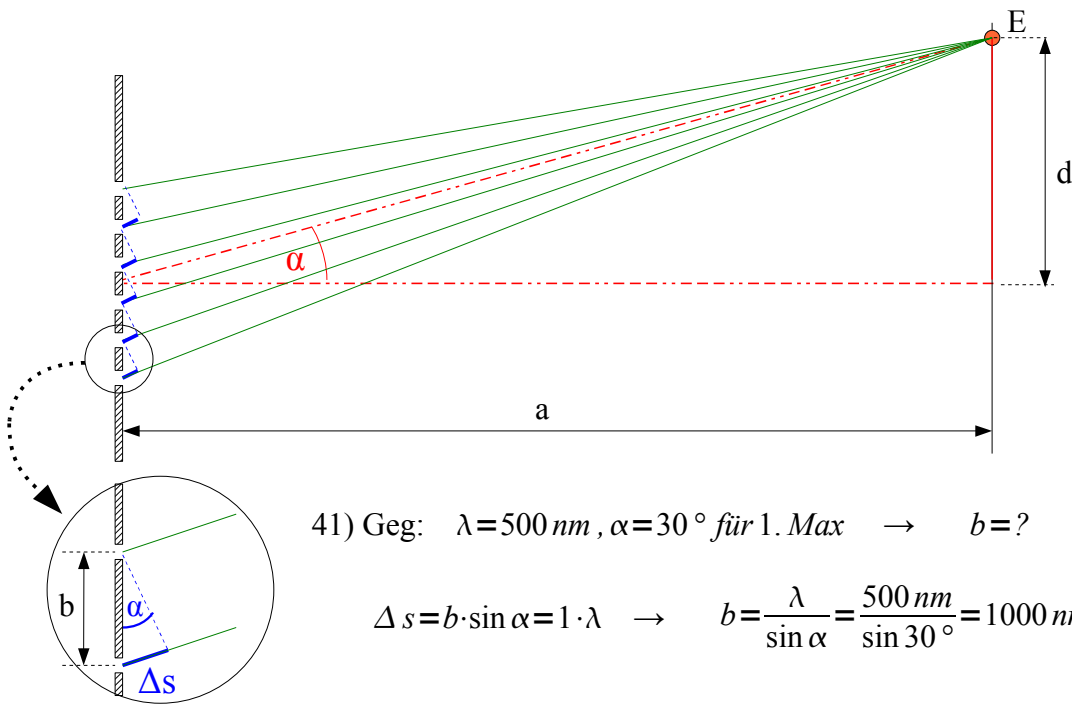 E
d
α
a
41) Geg: λ=500 nm , α=30 ° für 1. Max → b=?
b
α
Δ s=b·sin α=1·λ → b=λ/sin α=500 nm/sin 30 °=1000 n
Δs